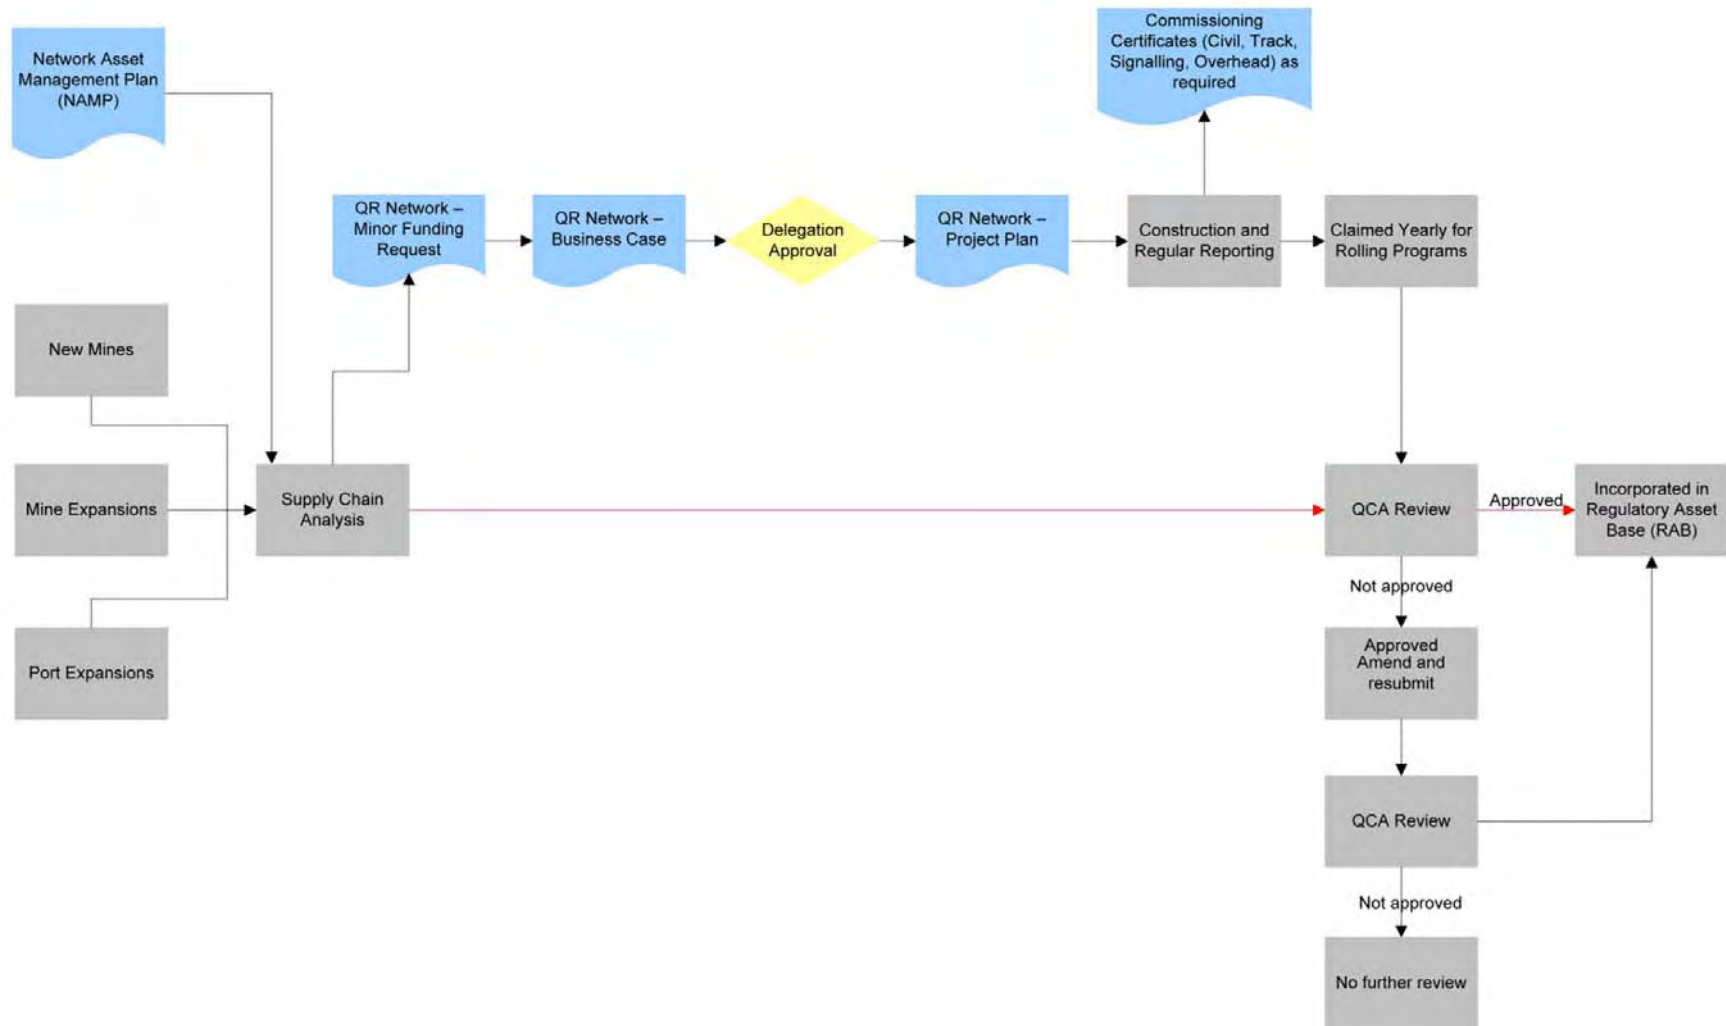 Commissioning
Certificates (Civil, Track,
Signalling, Overhead) as
required
Network Asset
Management Plan
(NAMP)
QR Network –
Minor Funding
Request
QR Network –
Business Case
Delegation
Approval
QR Network –
Project Plan
Construction and
Regular Reporting
Claimed Yearly for
Rolling Programs
New Mines
Mine Expansions
Port Expansions
Supply Chain
Analysis
QCA Review
Approved
Incorporated in
Regulatory Asset
Base (RAB)
Not approved
Approved
Amend and
resubmit
QCA Review
Not approved
No further review